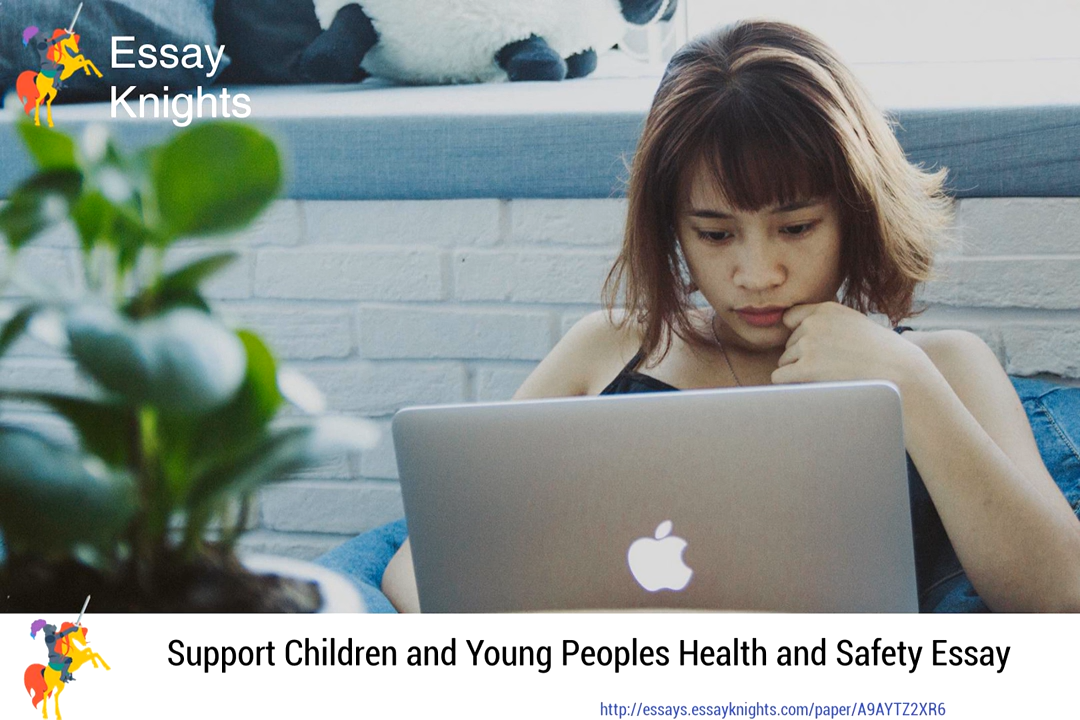 Essay
Knights
Support Children and Young Peoples Health and Safety Essay
http://essays.essayknights.com/paper/A9AYTZ2XR6